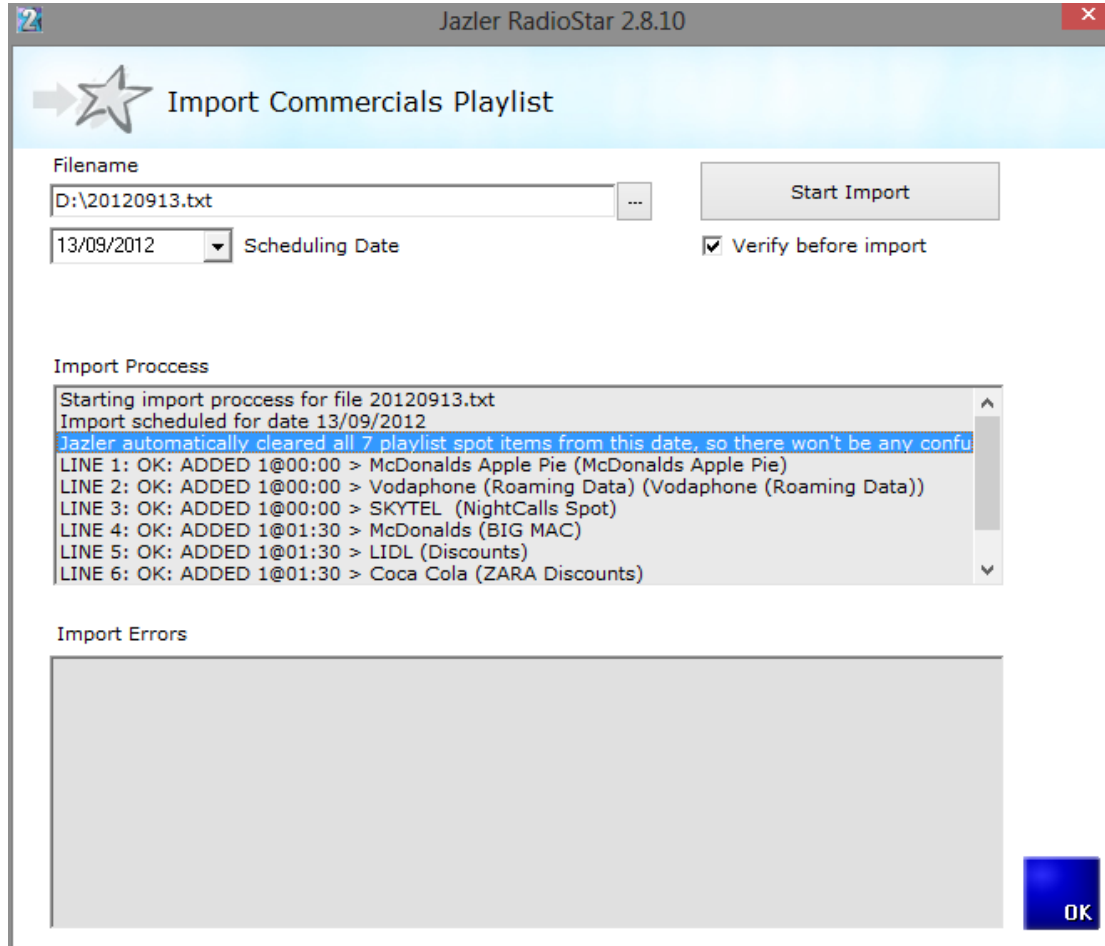 Jazler RadioStar 2.8.10
Import Commercials Playlist
Filename
D:\20120913.txt
...
Start Import
13/09/2012
Scheduling Date
Verify before import
Import Proccess
Starting import proccess for file 20120913.txt
Import scheduled for date 13/09/2012
Jazler automatically cleared all 7 playlist spot items from this date, so there won't be any confu
LINE 1: OK: ADDED 1@00:00 > McDonalds Apple Pie (McDonalds Apple Pie)
LINE 2: OK: ADDED 1@00:00 > Vodaphone (Roaming Data) (Vodaphone (Roaming Data))
LINE 3: OK: ADDED 1@00:00 > SKYTEL  (NightCalls Spot)
LINE 4: OK: ADDED 1@01:30 > McDonalds (BIG MAC)
LINE 5: OK: ADDED 1@01:30 > LIDL (Discounts)
LINE 6: OK: ADDED 1@01:30 > Coca Cola (ZARA Discounts)
Import Errors
OK